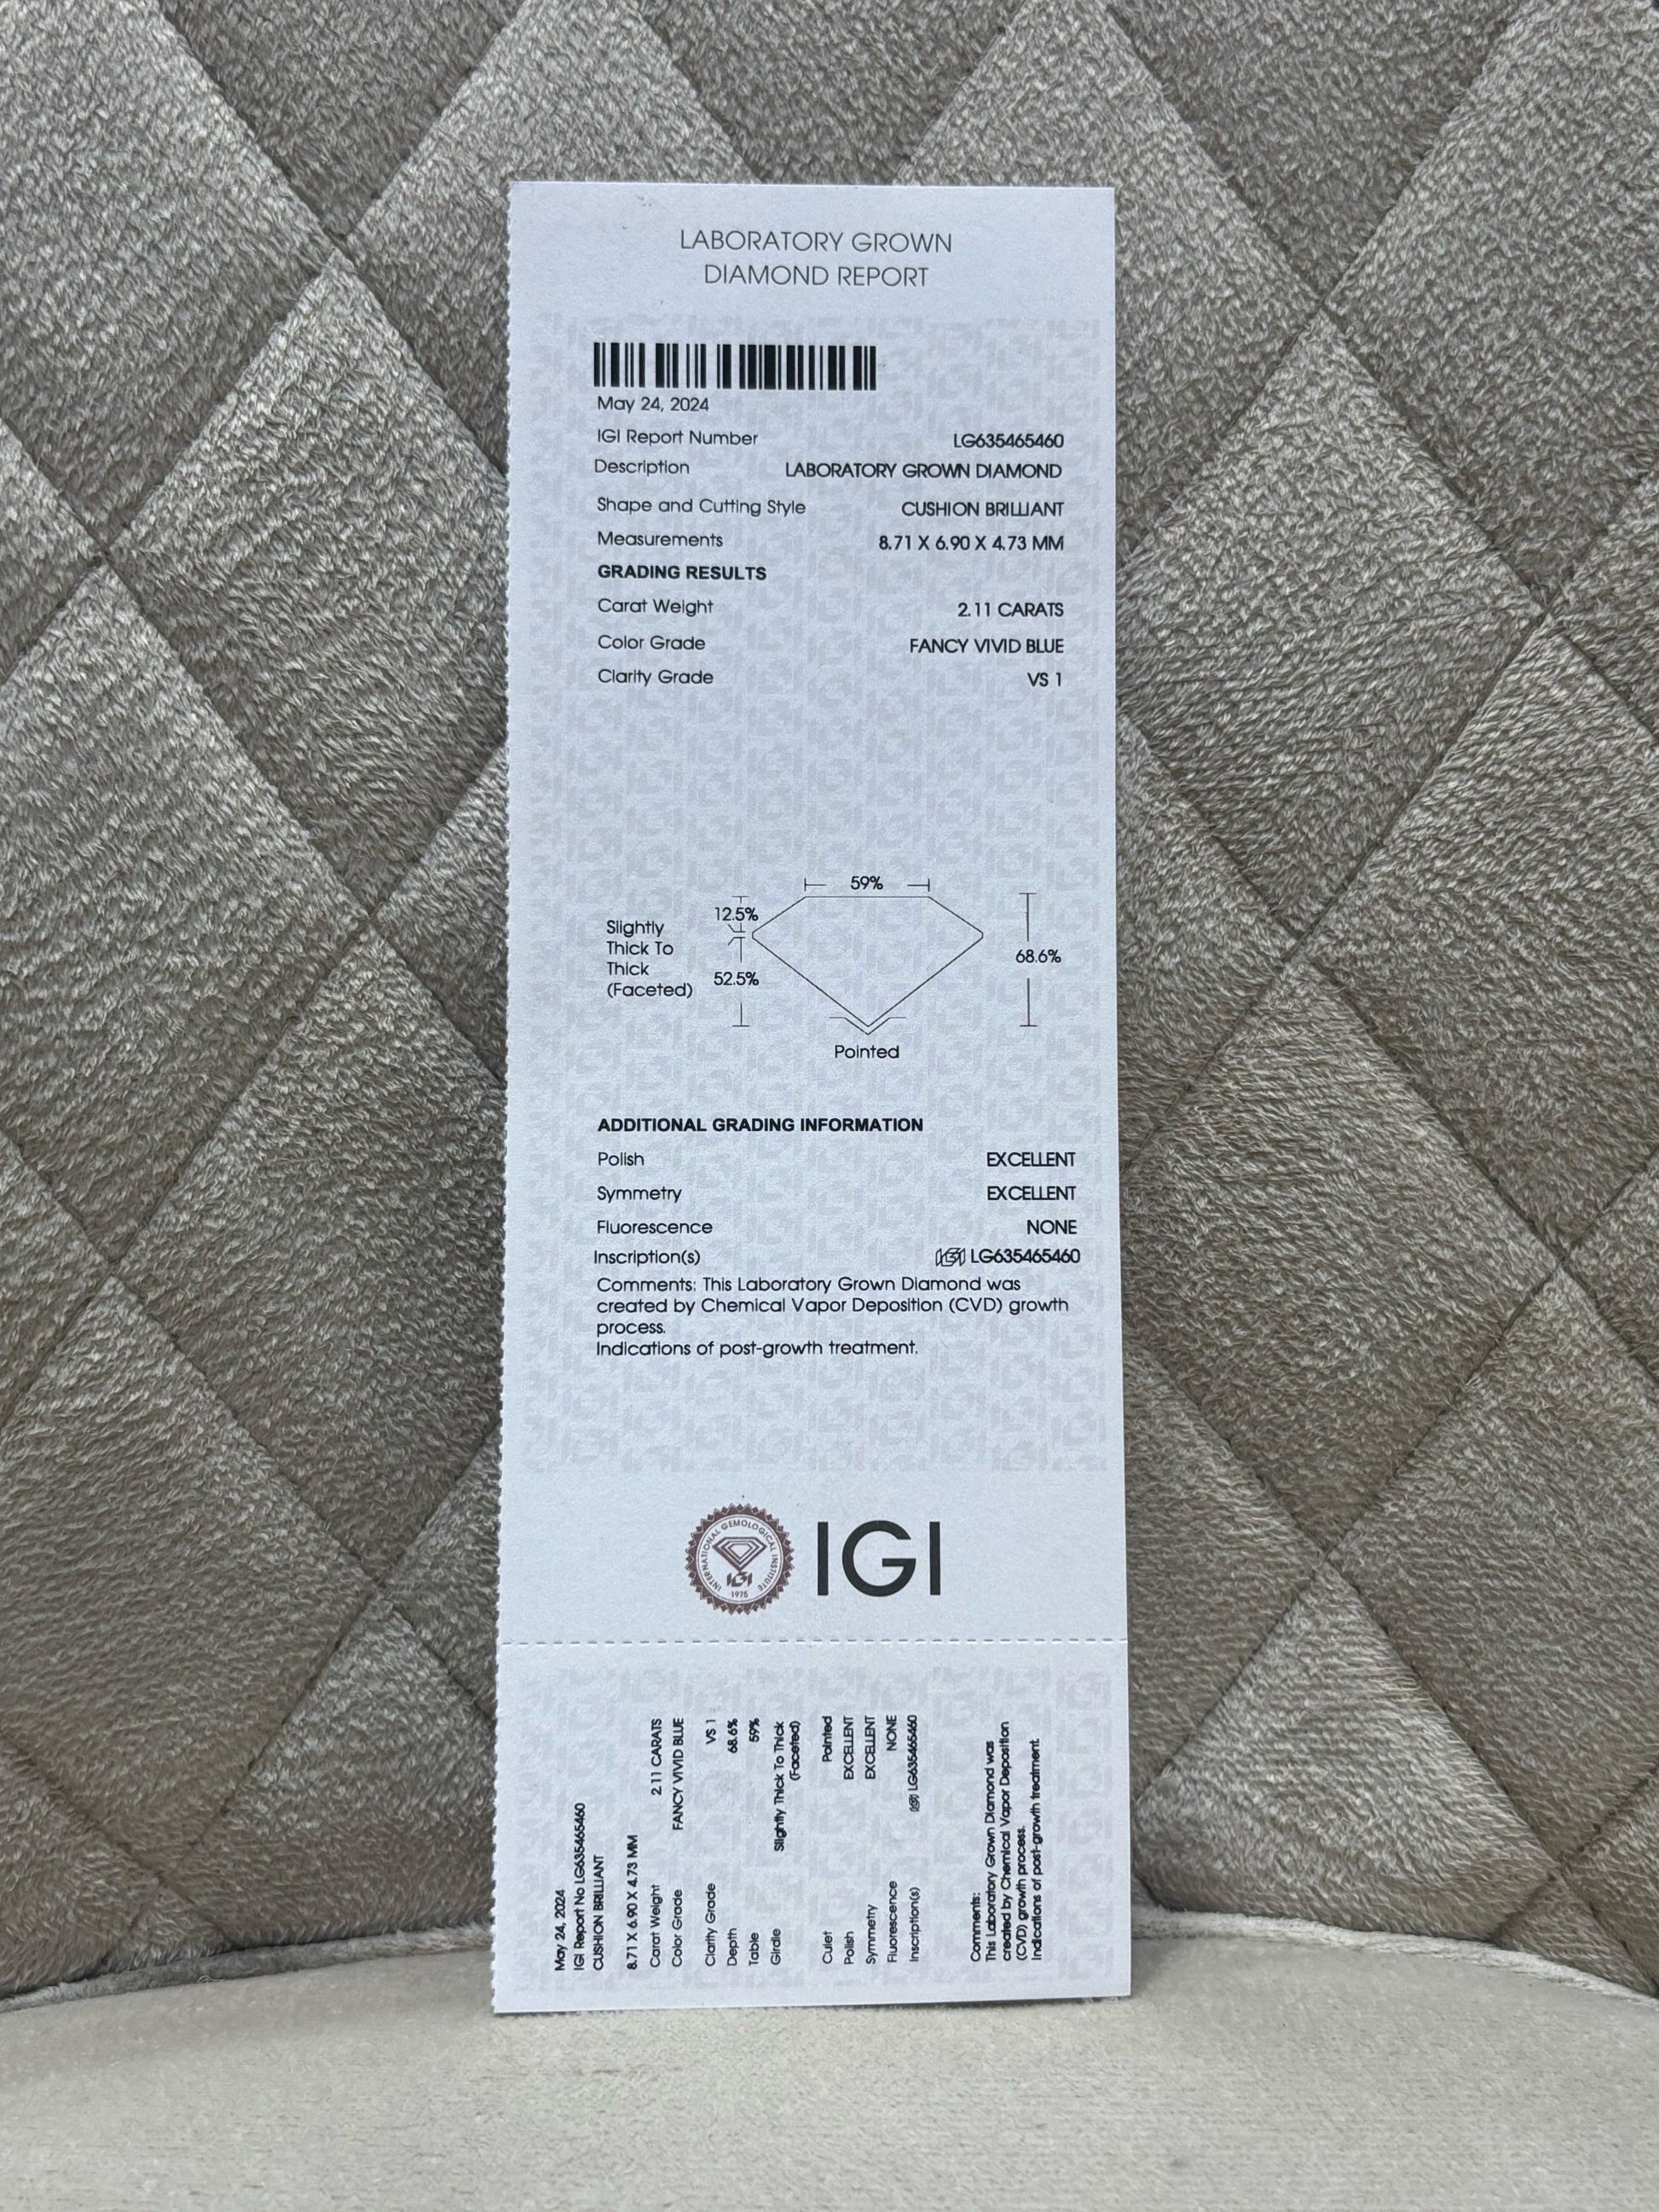 LABORATORY GROWN
DIAMOND REPORT
May 24, 2024
IGI Report Number LG635465460
Description LABORATORY GROWN DIAMOND
Shape and Cutting Style CUSHION BRILLIANT
Measurements 8.71 X 6.90 X 4.73 MM
GRADING RESULTS
Carat Weight 2.11 CARATS
Color Grade FANCY VIVID BLUE
Clarity Grade VS 1
59%
12.5%
Slightly
Thick To
Thick
(Faceted)
52.5%
68.6%
Pointed
ADDITIONAL GRADING INFORMATION
Polish EXCELLENT
Symmetry EXCELLENT
Fluorescence NONE
Inscription(s) IGI LG635465460
Comments: This Laboratory Grown Diamond was
created by Chemical Vapor Deposition (CVD) growth
process.
Indications of post-growth treatment.
INTERNATIONAL GEMOLOGICAL INSTITUTE
IGI
1975
IGI
May 24, 2024
IGI Report No LG635465460
CUSHION BRILLIANT
8.71 X 6.90 X 4.73 MM
Carat Weight 2.11 CARATS
Color Grade FANCY VIVID BLUE
Clarity Grade VS 1
Depth 68.6%
Table 59%
Girdle Slightly Thick To Thick
(Faceted)
Culet Pointed
Polish EXCELLENT
Symmetry EXCELLENT
Fluorescence NONE
Inscription(s) IGI LG635465460
Comments:
This Laboratory Grown Diamond was
created by Chemical Vapor Deposition
(CVD) growth process.
Indications of post-growth treatment.